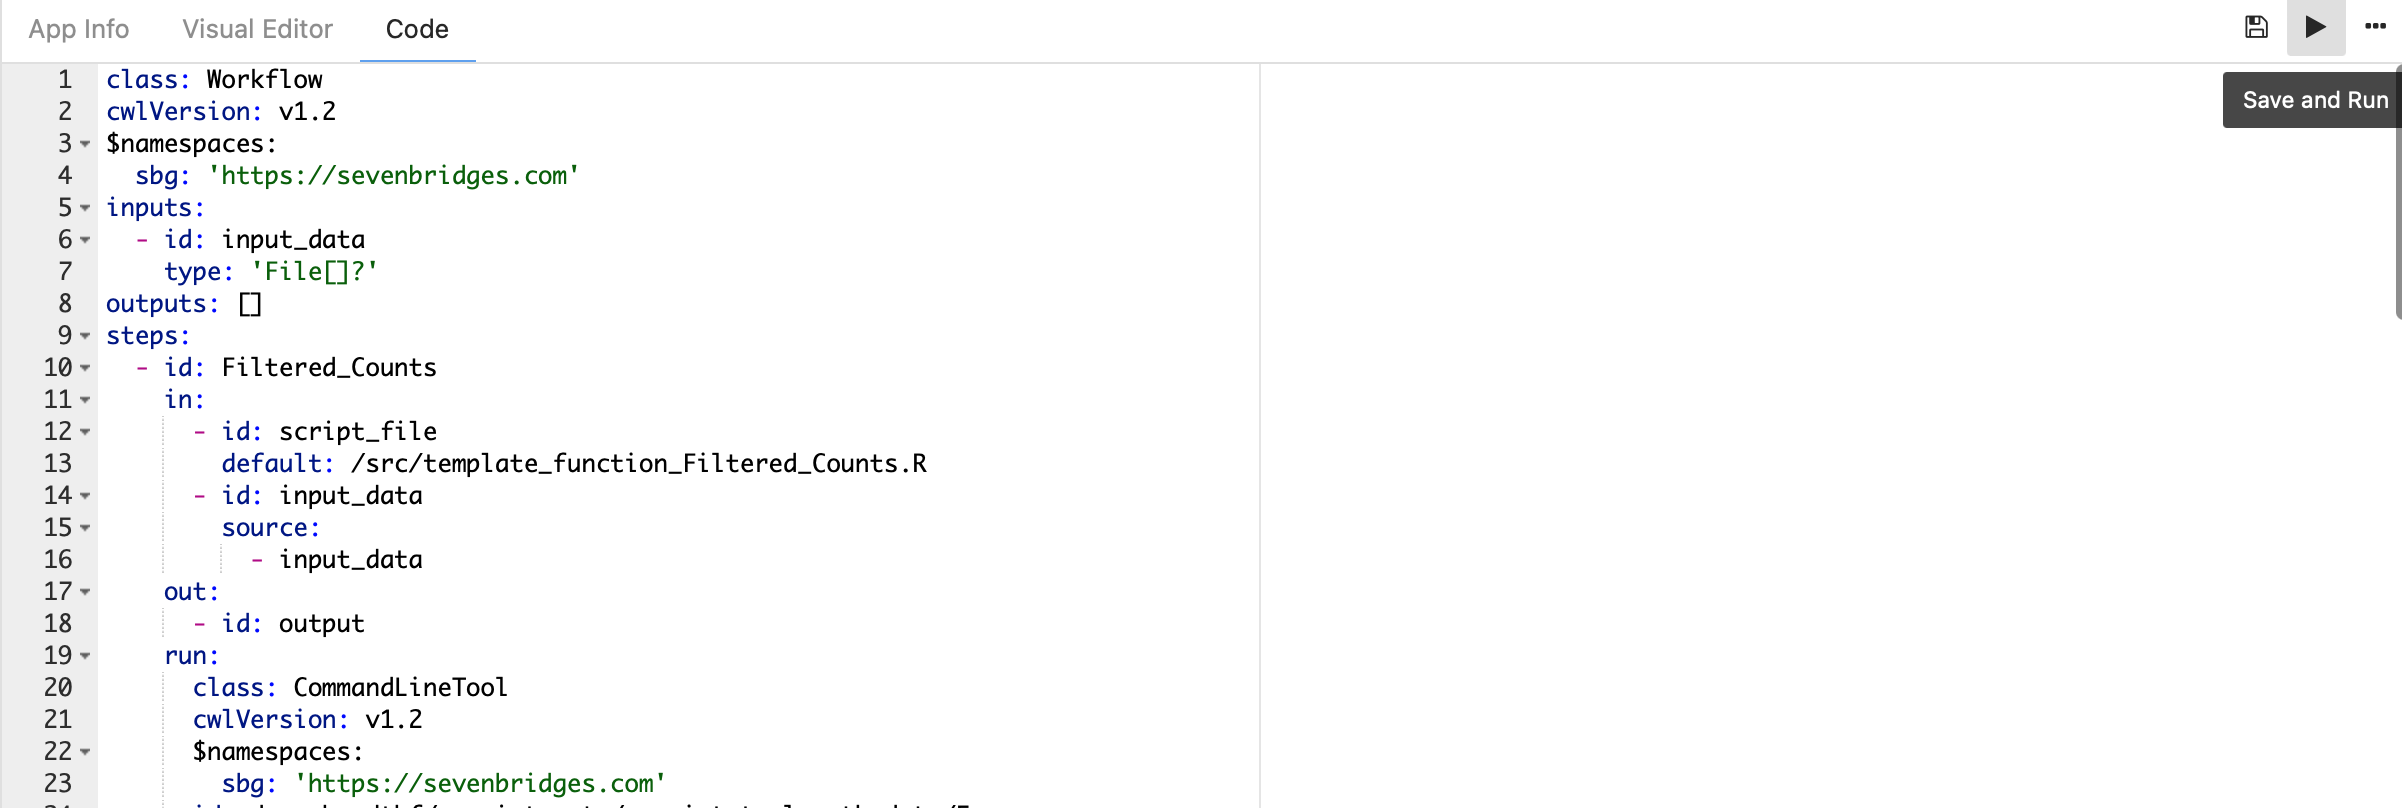 App Info Visual Editor Code
Save and Run
1 class: Workflow
2 cwlVersion: v1.2
3 $namespaces:
4 sbg: 'https://sevenbridges.com'
5 inputs:
6 - id: input_data
7 type: 'File[]?'
8 outputs: []
9 steps:
10 - id: Filtered_Counts
11 in:
12 - id: script_file
13 default: /src/template_function_Filtered_Counts.R
14 - id: input_data
15 source:
16 - input_data
17 out:
18 - id: output
19 run:
20 class: CommandLineTool
21 cwlVersion: v1.2
22 $namespaces:
23 sbg: 'https://sevenbridges.com'